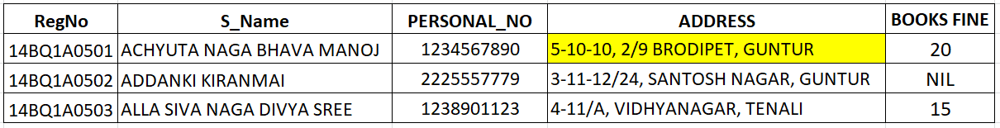 RegNo S_Name PERSONAL_NO ADDRESS BOOKS FINE
14BQ1A0501 ACHYUTA NAGA BHAVA MANOJ 1234567890 5-10-10, 2/9 BRODIPET, GUNTUR 20
14BQ1A0502 ADDANKI KIRANMAI 2225557779 3-11-12/24, SANTOSH NAGAR, GUNTUR NIL
14BQ1A0503 ALLA SIVA NAGA DIVYA SREE 1238901123 4-11/A, VIDHYANAGAR, TENALI 15